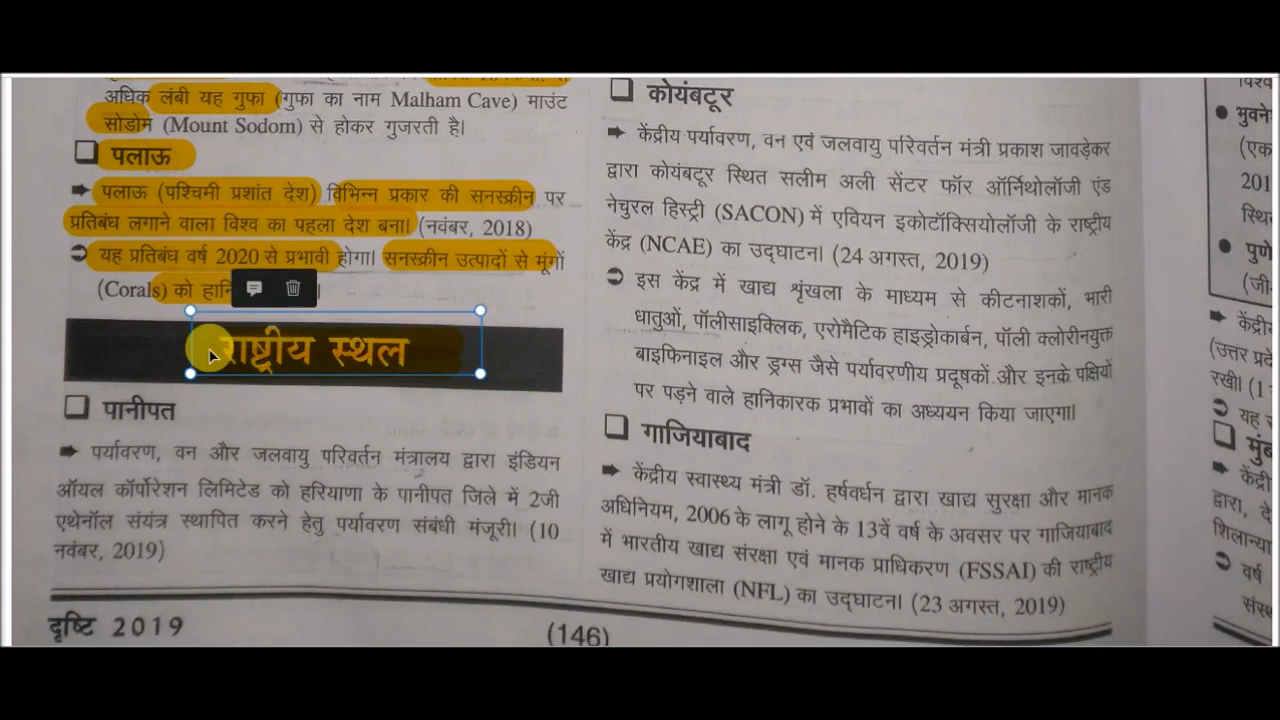 अधिक लंबी यह गुफा (गुफा का नाम Malham Cave) माउंट
सोडोम (Mount Sodom) से होकर गुजरती है।
पलाऊ
पलाऊ (पश्चिमी प्रशांत देश) विभिन्न प्रकार की सनस्क्रीन पर
प्रतिबंध लगाने वाला विश्व का पहला देश बना। (नवंबर, 2018)
यह प्रतिबंध वर्ष 2020 से प्रभावी होगा। सनस्क्रीन उत्पादों से मूंगों
(Corals) को
राष्ट्रीय स्थल
पानीपत
पर्यावरण, वन और जलवायु परिवर्तन मंत्रालय द्वारा इंडियन
ऑयल कॉर्पोरेशन लिमिटेड को हरियाणा के पानीपत जिले में 2जी
एथेनॉल संयंत्र स्थापित करने हेतु पर्यावरण संबंधी मंजूरी। (10
नवंबर, 2019)
दृष्टि 2019
(146)
कोयंबटूर
केंद्रीय पर्यावरण, वन एवं जलवायु परिवर्तन मंत्री प्रकाश जावड़ेकर
द्वारा कोयंबटूर स्थित सलीम अली सेंटर फॉर ऑर्निथोलॉजी एंड
नेचुरल हिस्ट्री (SACON) में एवियन इकोटॉक्सियोलॉजी के राष्ट्रीय
केंद्र (NCAE) का उद्घाटन। (24 अगस्त, 2019)
इस केंद्र में खाद्य शृंखला के माध्यम से कीटनाशकों, भारी
धातुओं, पॉलीसाइक्लिक, एरोमैटिक हाइड्रोकार्बन, पॉली क्लोरीनयुक्त
बाइफिनाइल और ड्रग्स जैसे पर्यावरणीय प्रदूषकों और इनके पक्षियों
पर पड़ने वाले हानिकारक प्रभावों का अध्ययन किया जाएगा।
गाजियाबाद
केंद्रीय स्वास्थ्य मंत्री डॉ. हर्षवर्धन द्वारा खाद्य सुरक्षा और मानक
अधिनियम, 2006 के लागू होने के 13वें वर्ष के अवसर पर गाजियाबाद
में भारतीय खाद्य संरक्षा एवं मानक प्राधिकरण (FSSAI) की राष्ट्रीय
खाद्य प्रयोगशाला (NFL) का उद्घाटन। (23 अगस्त, 2019)
(एक
201
केंद्रीय
रखी। (1
यह
द्वारा,
वर्ष